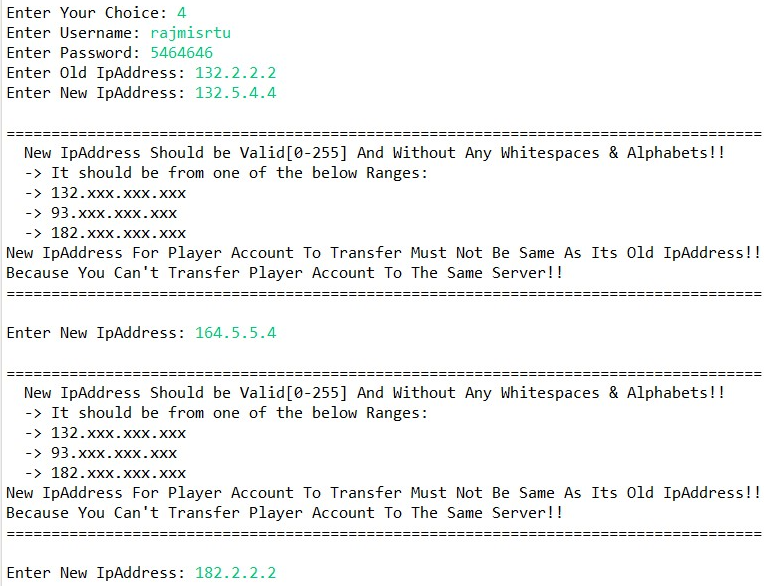 Enter Your Choice: 4
Enter Username: rajmisrtu
Enter Password: 5464646
Enter Old IpAddress: 132.2.2.2
Enter New IpAddress: 132.5.4.4
====================================================================================
New IpAddress Should be Valid[0-255] And Without Any Whitespaces & Alphabets!!
-> It should be from one of the below Ranges:
-> 132.xxx.xxx.xxx
-> 93.xxx.xxx.xxx
-> 182.xxx.xxx.xxx
New IpAddress For Player Account To Transfer Must Not Be Same As Its Old IpAddress!!
Because You Can't Transfer Player Account To The Same Server!!
====================================================================================
Enter New IpAddress: 164.5.5.4
====================================================================================
New IpAddress Should be Valid[0-255] And Without Any Whitespaces & Alphabets!!
-> It should be from one of the below Ranges:
-> 132.xxx.xxx.xxx
-> 93.xxx.xxx.xxx
-> 182.xxx.xxx.xxx
New IpAddress For Player Account To Transfer Must Not Be Same As Its Old IpAddress!!
Because You Can't Transfer Player Account To The Same Server!!
====================================================================================
Enter New IpAddress: 182.2.2.2